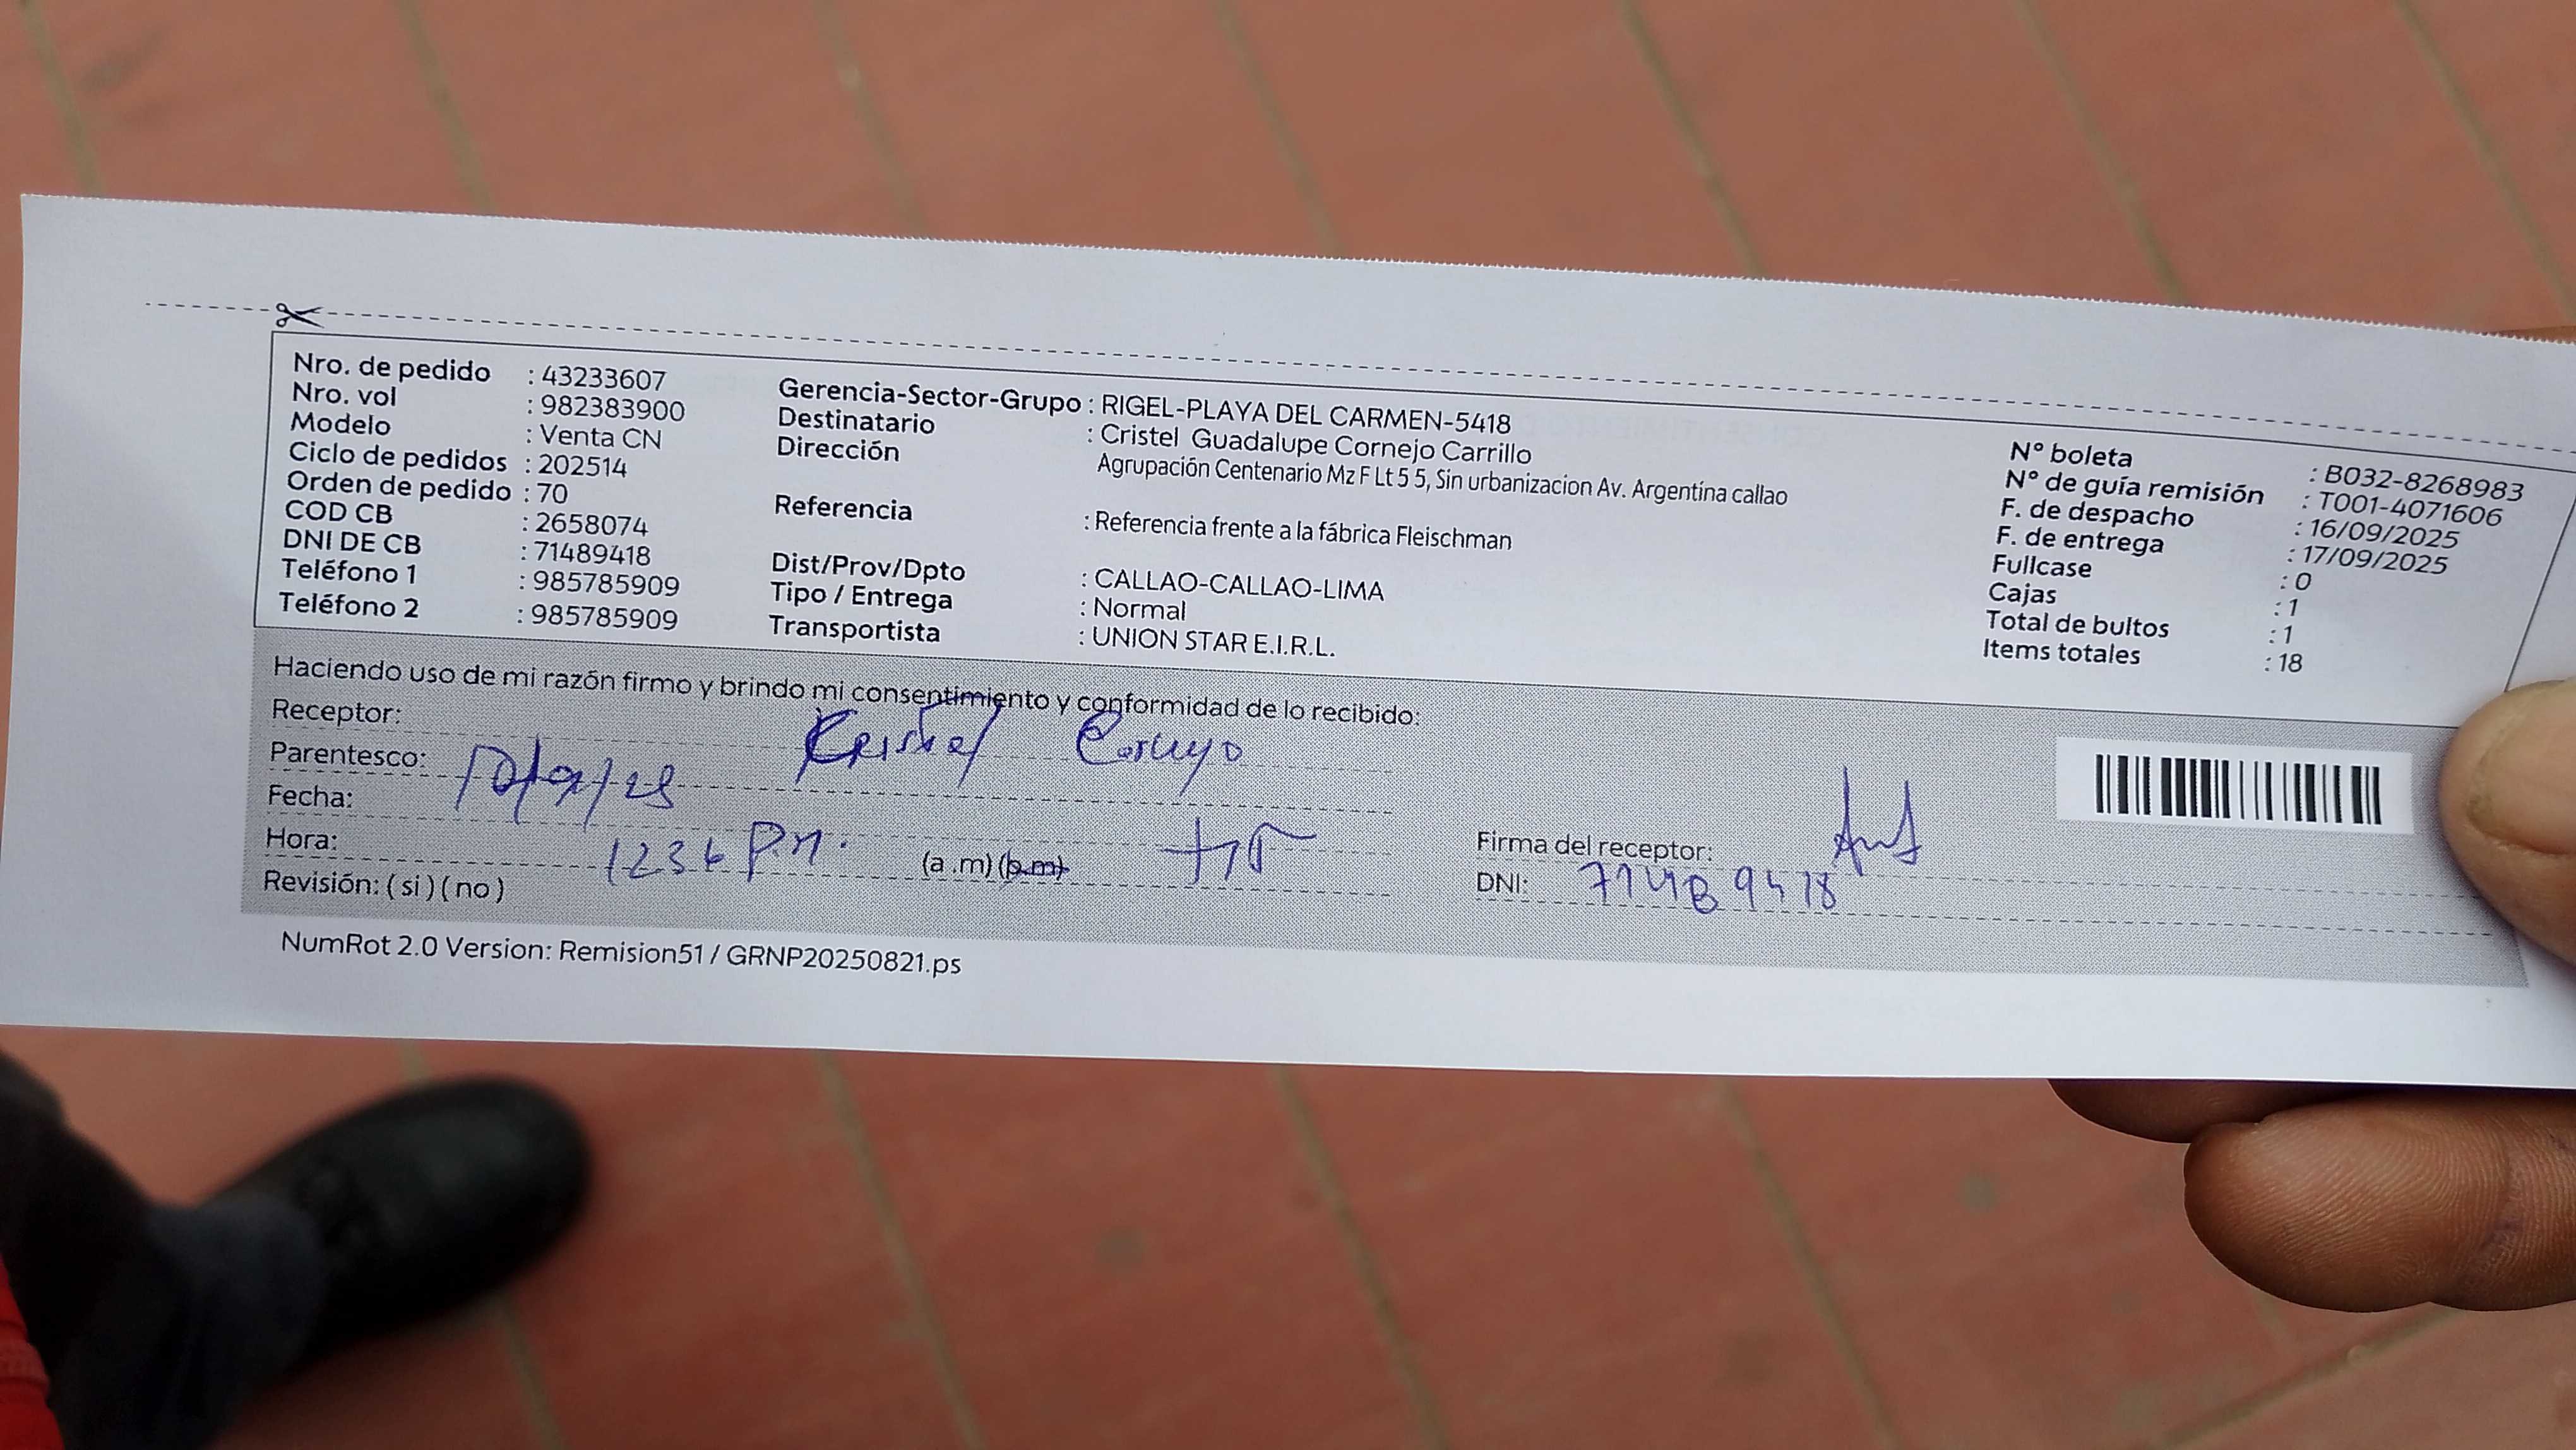 Nro. de pedido : 43233607
Nro. vol : 982383900
Modelo : Venta CN
Ciclo de pedidos : 202514
Orden de pedido : 70
COD CB : 2658074
DNI DE CB : 71489418
Teléfono 1 : 985785909
Teléfono 2 : 985785909
Gerencia-Sector-Grupo : RIGEL-PLAYA DEL CARMEN-5418
Destinatario : Cristel Guadalupe Cornejo Carrillo
Dirección Agrupación Centenario Mz F Lt 5 5, Sin urbanizacion Av. Argentina callao
Referencia : Referencia frente a la fábrica Fleischman
Dist/Prov/Dpto : CALLAO-CALLAO-LIMA
Tipo / Entrega : Normal
Transportista : UNION STAR E.I.R.L.
N° boleta : B032-8268983
N° de guía remisión : T001-4071606
F. de despacho : 16/09/2025
F. de entrega : 17/09/2025
Fullcase : 0
Cajas : 1
Total de bultos : 1
Items totales : 18
Haciendo uso de mi razón firmo y brindo mi consentimiento y conformidad de lo recibido:
Receptor:
Parentesco:
Fecha:
Hora: 1236 P.M. (a.m) (p.m)
Revisión: ( si ) ( no )
Firma del receptor:
DNI: 71489418
NumRot 2.0 Version: Remision51 / GRNP20250821.ps